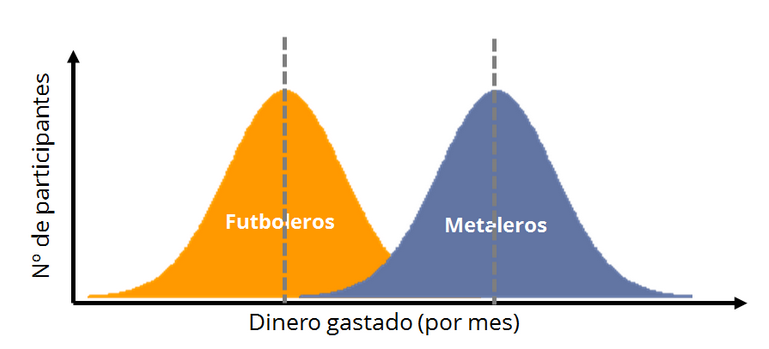 Nº de participantes
Futboleros
Metaleros
Dinero gastado (por mes)